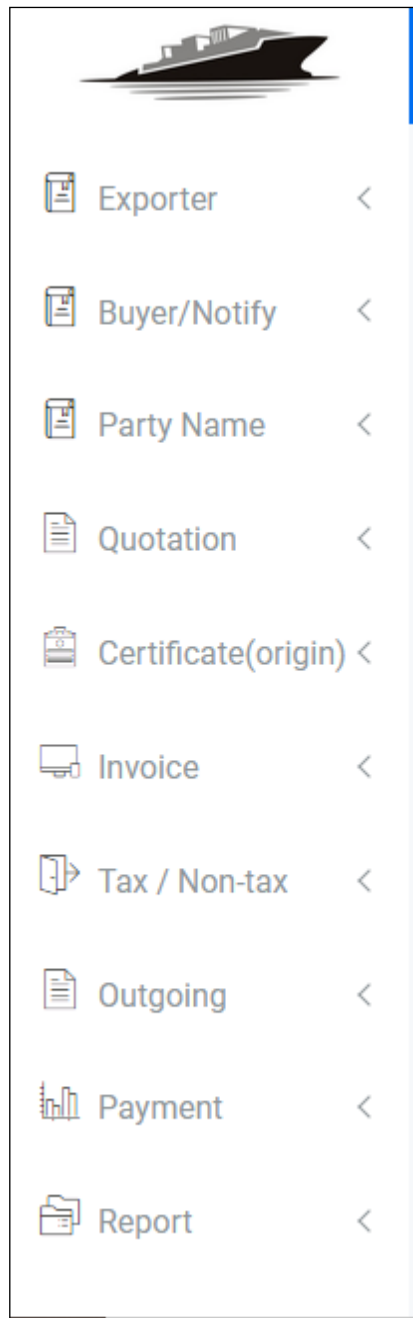 Exporter
Buyer/Notify
Party Name
Quotation
Certificate(origin)
Invoice
Tax / Non-tax
Outgoing
Payment
Report